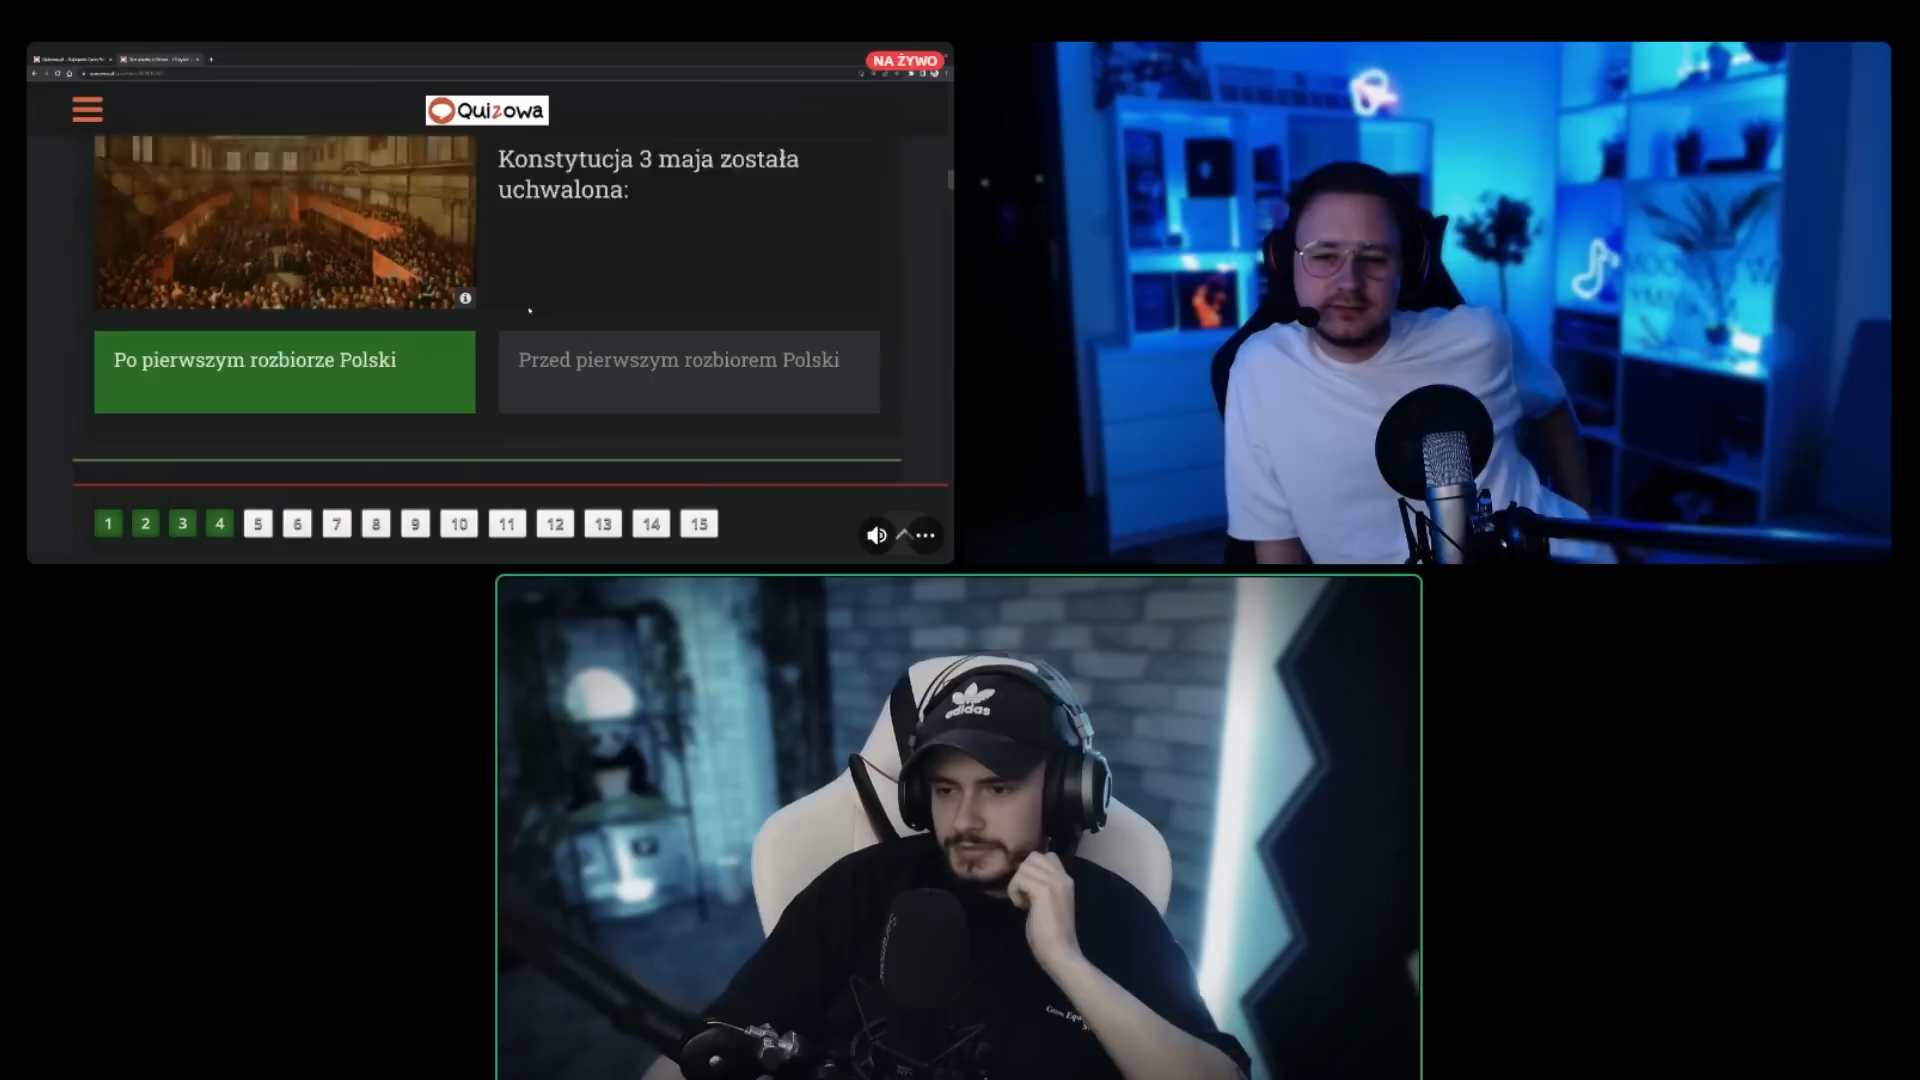 NA ŻYWO
Quizowa
Konstytucja 3 maja została
uchwalona:
Po pierwszym rozbiorze Polski
Przed pierwszym rozbiorem Polski
1 2 3 4 5 6 7 8 9 10 11 12 13 14 15
adidas